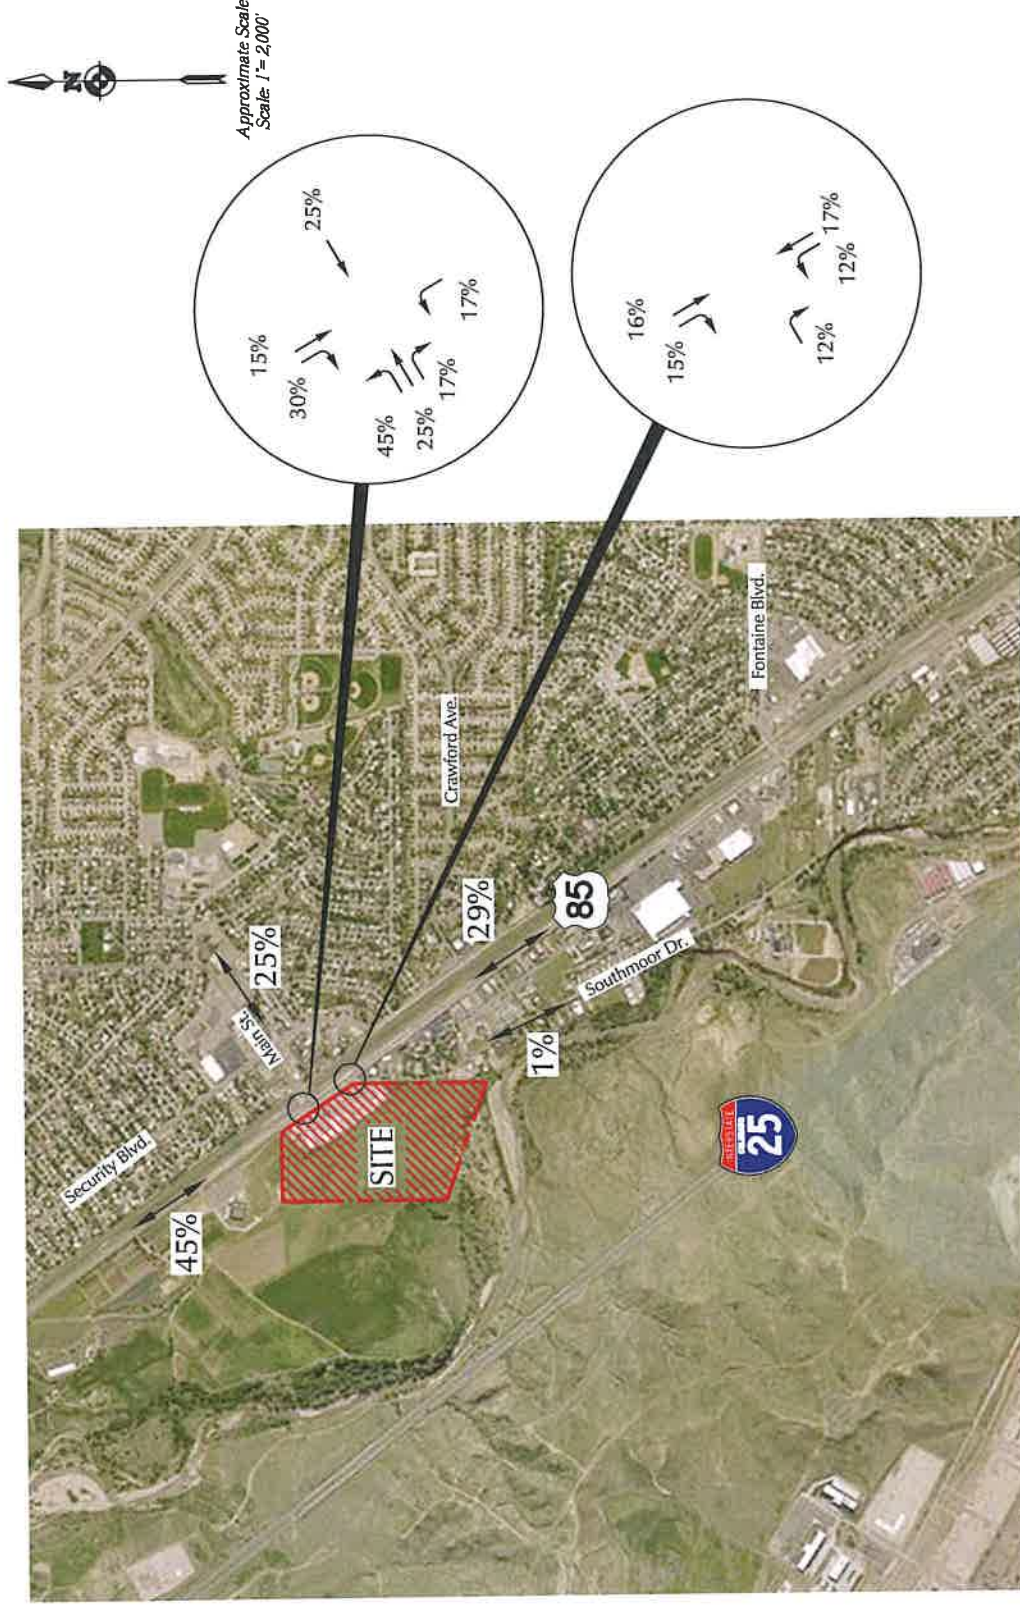 N
Approximate Scale
Scale: 1"= 2,000'
25%
15%
30%
45%
25%
17%
17%
16%
15%
12%
17%
12%
Security Blvd.
45%
Main St.
25%
SITE
Crawford Ave.
29%
85
Southmoor Dr.
1%
Fontaine Blvd.
INTERSTATE
25